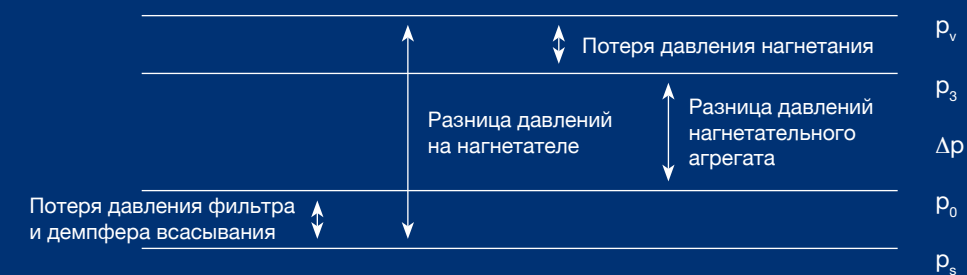 Потеря давления нагнетания
p_v
p_3
Разница давлений
на нагнетателе
Разница давлений
нагнетательного
агрегата
Δp
Потеря давления фильтра
и демпфера всасывания
p_0
p_s